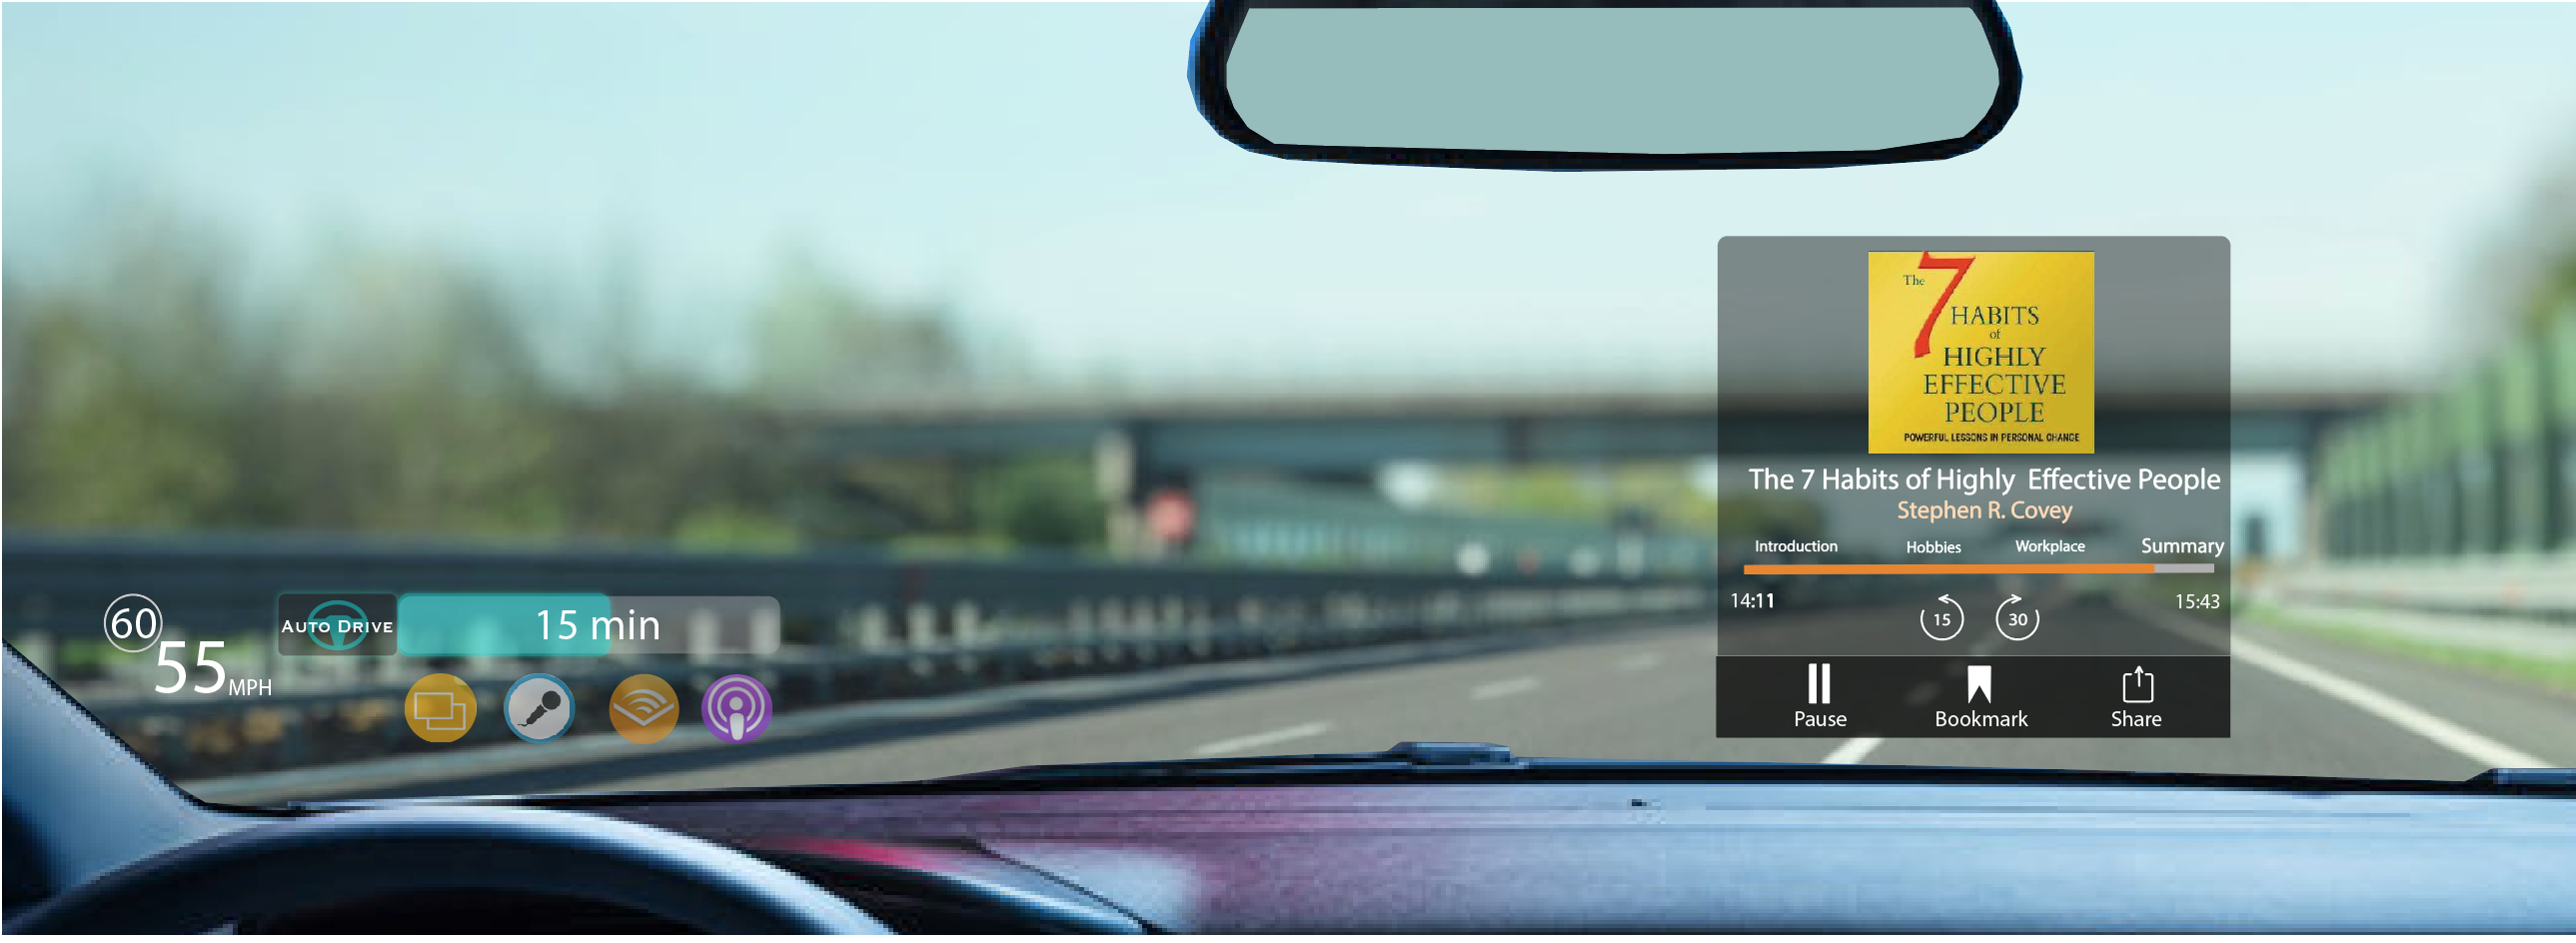 The 7
HABITS
of
HIGHLY
EFFECTIVE
PEOPLE
POWERFUL LESSONS IN PERSONAL CHANGE
The 7 Habits of Highly Effective People
Stephen R. Covey
Introduction Hobbies Workplace Summary
14:11 15 30 15:43
Pause Bookmark Share
60
55 MPH
AUTO DRIVE
15 min